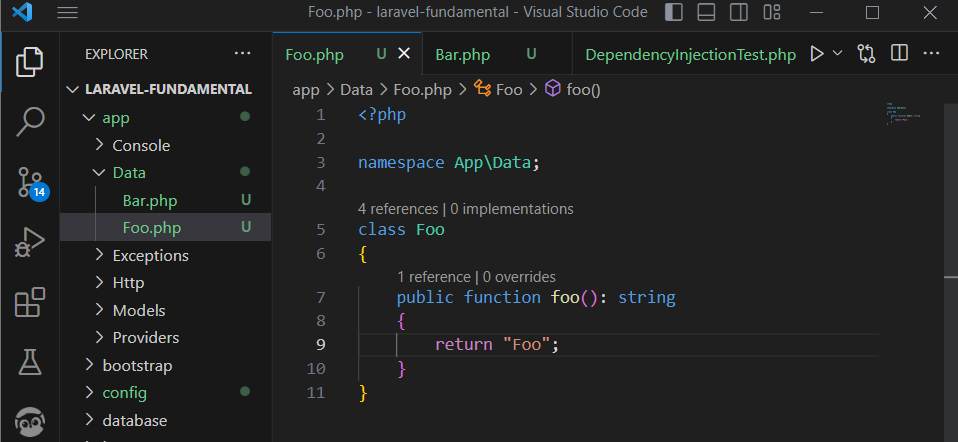 Foo.php - laravel-fundamental - Visual Studio Code
EXPLORER
Foo.php U
Bar.php U
DependencyInjectionTest.php
LARAVEL-FUNDAMENTAL
app > Data > Foo.php > Foo > foo()
app
Console
Data
Bar.php U
Foo.php U
Exceptions
Http
Models
Providers
bootstrap
config
database
14
1 <?php
2
3 namespace App\Data;
4
4 references | 0 implementations
5 class Foo
6 {
1 reference | 0 overrides
7 public function foo(): string
8 {
9 return "Foo";
10 }
11 }